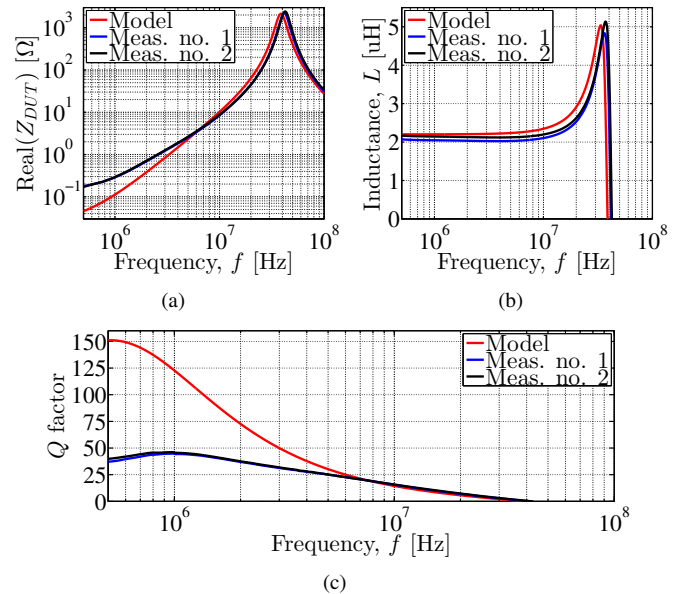 Real(Z_DUT) [Ω]
10³
10²
10¹
10⁰
10⁻¹
Model
Meas. no. 1
Meas. no. 2
10⁶ 10⁷ 10⁸
Frequency, f [Hz]
(a)
Inductance, L [uH]
5
4
3
2
1
0
Model
Meas. no. 1
Meas. no. 2
10⁶ 10⁷ 10⁸
Frequency, f [Hz]
(b)
Q factor
150
125
100
75
50
25
0
Model
Meas. no. 1
Meas. no. 2
10⁶ 10⁷ 10⁸
Frequency, f [Hz]
(c)